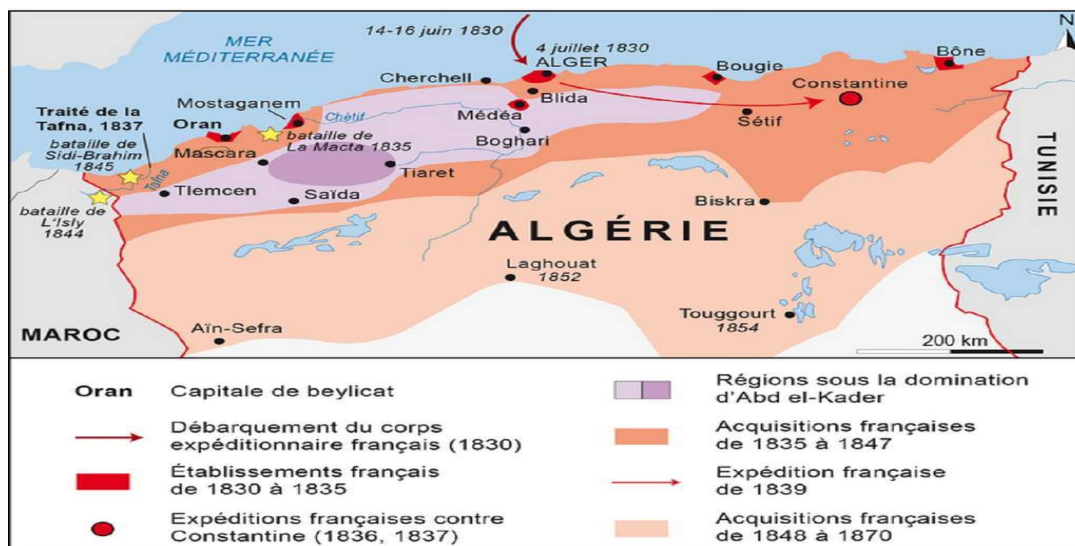 14-16 juin 1830
N
MER
MÉDITERRANÉE
4 juillet 1830
ALGER
Bône
Cherchell
Bougie
Constantine
Blida
Mostaganem
Chétif
Médéa
Sétif
Traité de la
Tafna, 1837
Oran
bataille de
La Macta 1835
Boghari
bataille de
Sidi-Brahim
1845
Mascara
Tiaret
Tafna
Tlemcen
Saïda
Biskra
bataille de
L'Isly
1844
ALGÉRIE
TUNISIE
Laghouat
1852
Touggourt
1854
MAROC
Aïn-Sefra
200 km
Oran Capitale de beylicat
Débarquement du corps
expéditionnaire français (1830)
Établissements français
de 1830 à 1835
Expéditions françaises contre
Constantine (1836, 1837)
Régions sous la domination
d'Abd el-Kader
Acquisitions françaises
de 1835 à 1847
Expédition française
de 1839
Acquisitions françaises
de 1848 à 1870